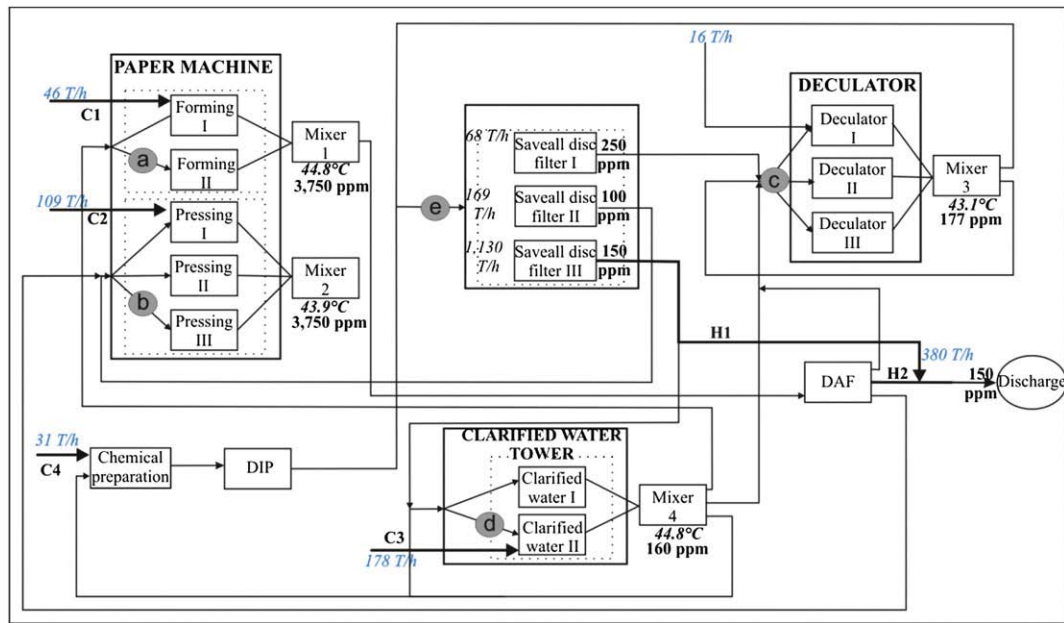 16 T/h
PAPER MACHINE
DECULATOR
46 T/h
C1
Forming
I
a
Forming
II
Mixer
1
44.8°C
3,750 ppm
109 T/h
C2
Pressing
I
Pressing
II
b
Pressing
III
Mixer
2
43.9°C
3,750 ppm
e
68 T/h
Saveall disc
filter I
250
ppm
169
T/h
Saveall disc
filter II
100
ppm
1,130
T/h
Saveall disc
filter III
150
ppm
Deculator
I
c
Deculator
II
Deculator
III
Mixer
3
43.1°C
177 ppm
H1
380 T/h
DAF
H2
150
ppm
Discharge
31 T/h
C4
Chemical
preparation
DIP
CLARIFIED WATER
TOWER
Clarified
water I
d
Clarified
water II
C3
178 T/h
Mixer
4
44.8°C
160 ppm